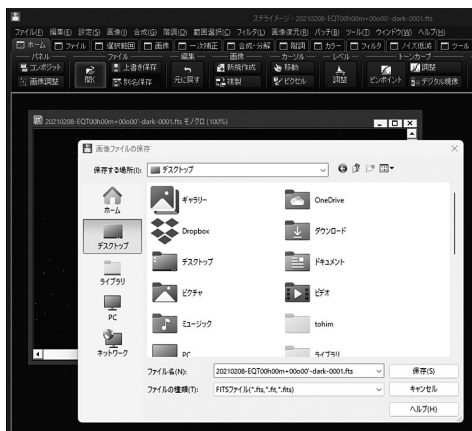 ステライメージ - 20210208-EQT00h00m+00o00'-dark-0001.fts
ファイル(F) 編集(E) 設定(S) 画像(I) 合成(G) 階調(O) 範囲選択(C) フィルタ(L) 画像復元(R) バッチ(B) ツール(T) ウィンドウ(W) ヘルプ(H)
ホーム ファイル 選択範囲 画像 一次補正 合成・分解 階調 カラー フィルタ ノイズ低減 ツール
パネル ファイル 編集 画像 カーソル レベル トーンカーブ
コンポジット 開く 上書き保存 元に戻す 新規作成 移動 調整 ピンポイント 調整
画像調整 別名保存 複製 ピクセル デジタル現像
20210208-EQT00h00m+00o00'-dark-0001.fts モノクロ (100%)
画像ファイルの保存
保存する場所(I): デスクトップ
ホーム
デスクトップ
ライブラリ
PC
ネットワーク
ギャラリー OneDrive
Dropbox ダウンロード
デスクトップ ドキュメント
ピクチャ ビデオ
ミュージック tohim
PC ライブラリ
ファイル名(N): 20210208-EQT00h00m+00o00'-dark-0001.fts 保存(S)
ファイルの種類(T): FITSファイル(*.fts,*.fit,*.fits) キャンセル
ヘルプ(H)